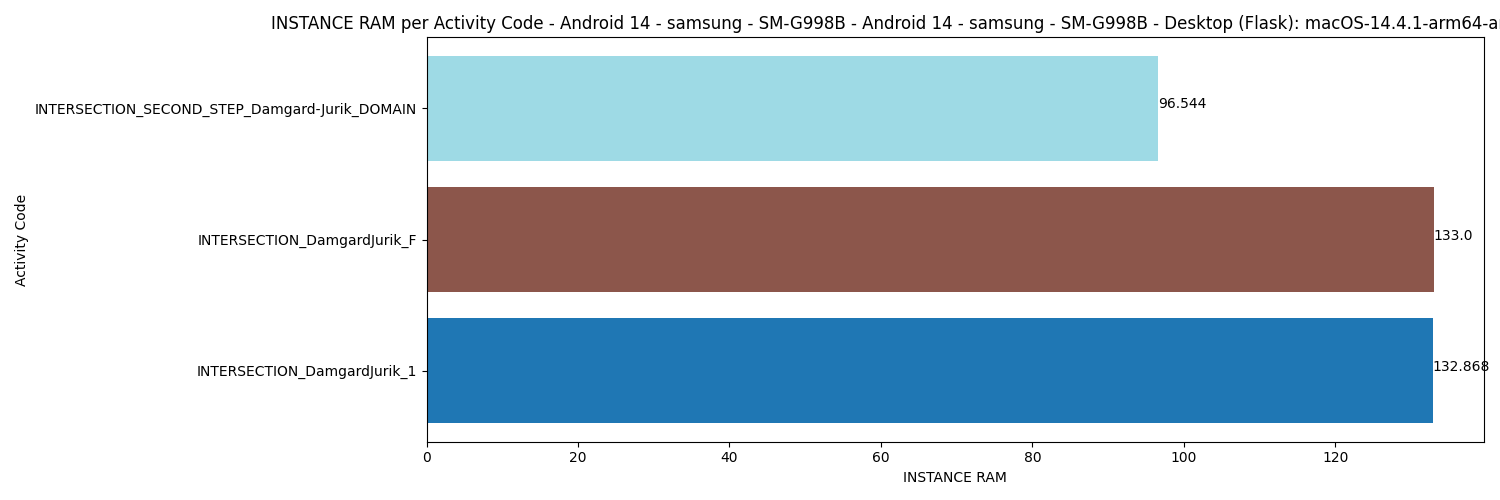 INSTANCE RAM per Activity Code - Android 14 - samsung - SM-G998B - Android 14 - samsung - SM-G998B - Desktop (Flask): macOS-14.4.1-arm64-a
INTERSECTION_SECOND_STEP_Damgard-Jurik_DOMAIN
96.544
Activity Code
INTERSECTION_DamgardJurik_F
133.0
INTERSECTION_DamgardJurik_1
132.868
0 20 40 60 80 100 120
INSTANCE RAM